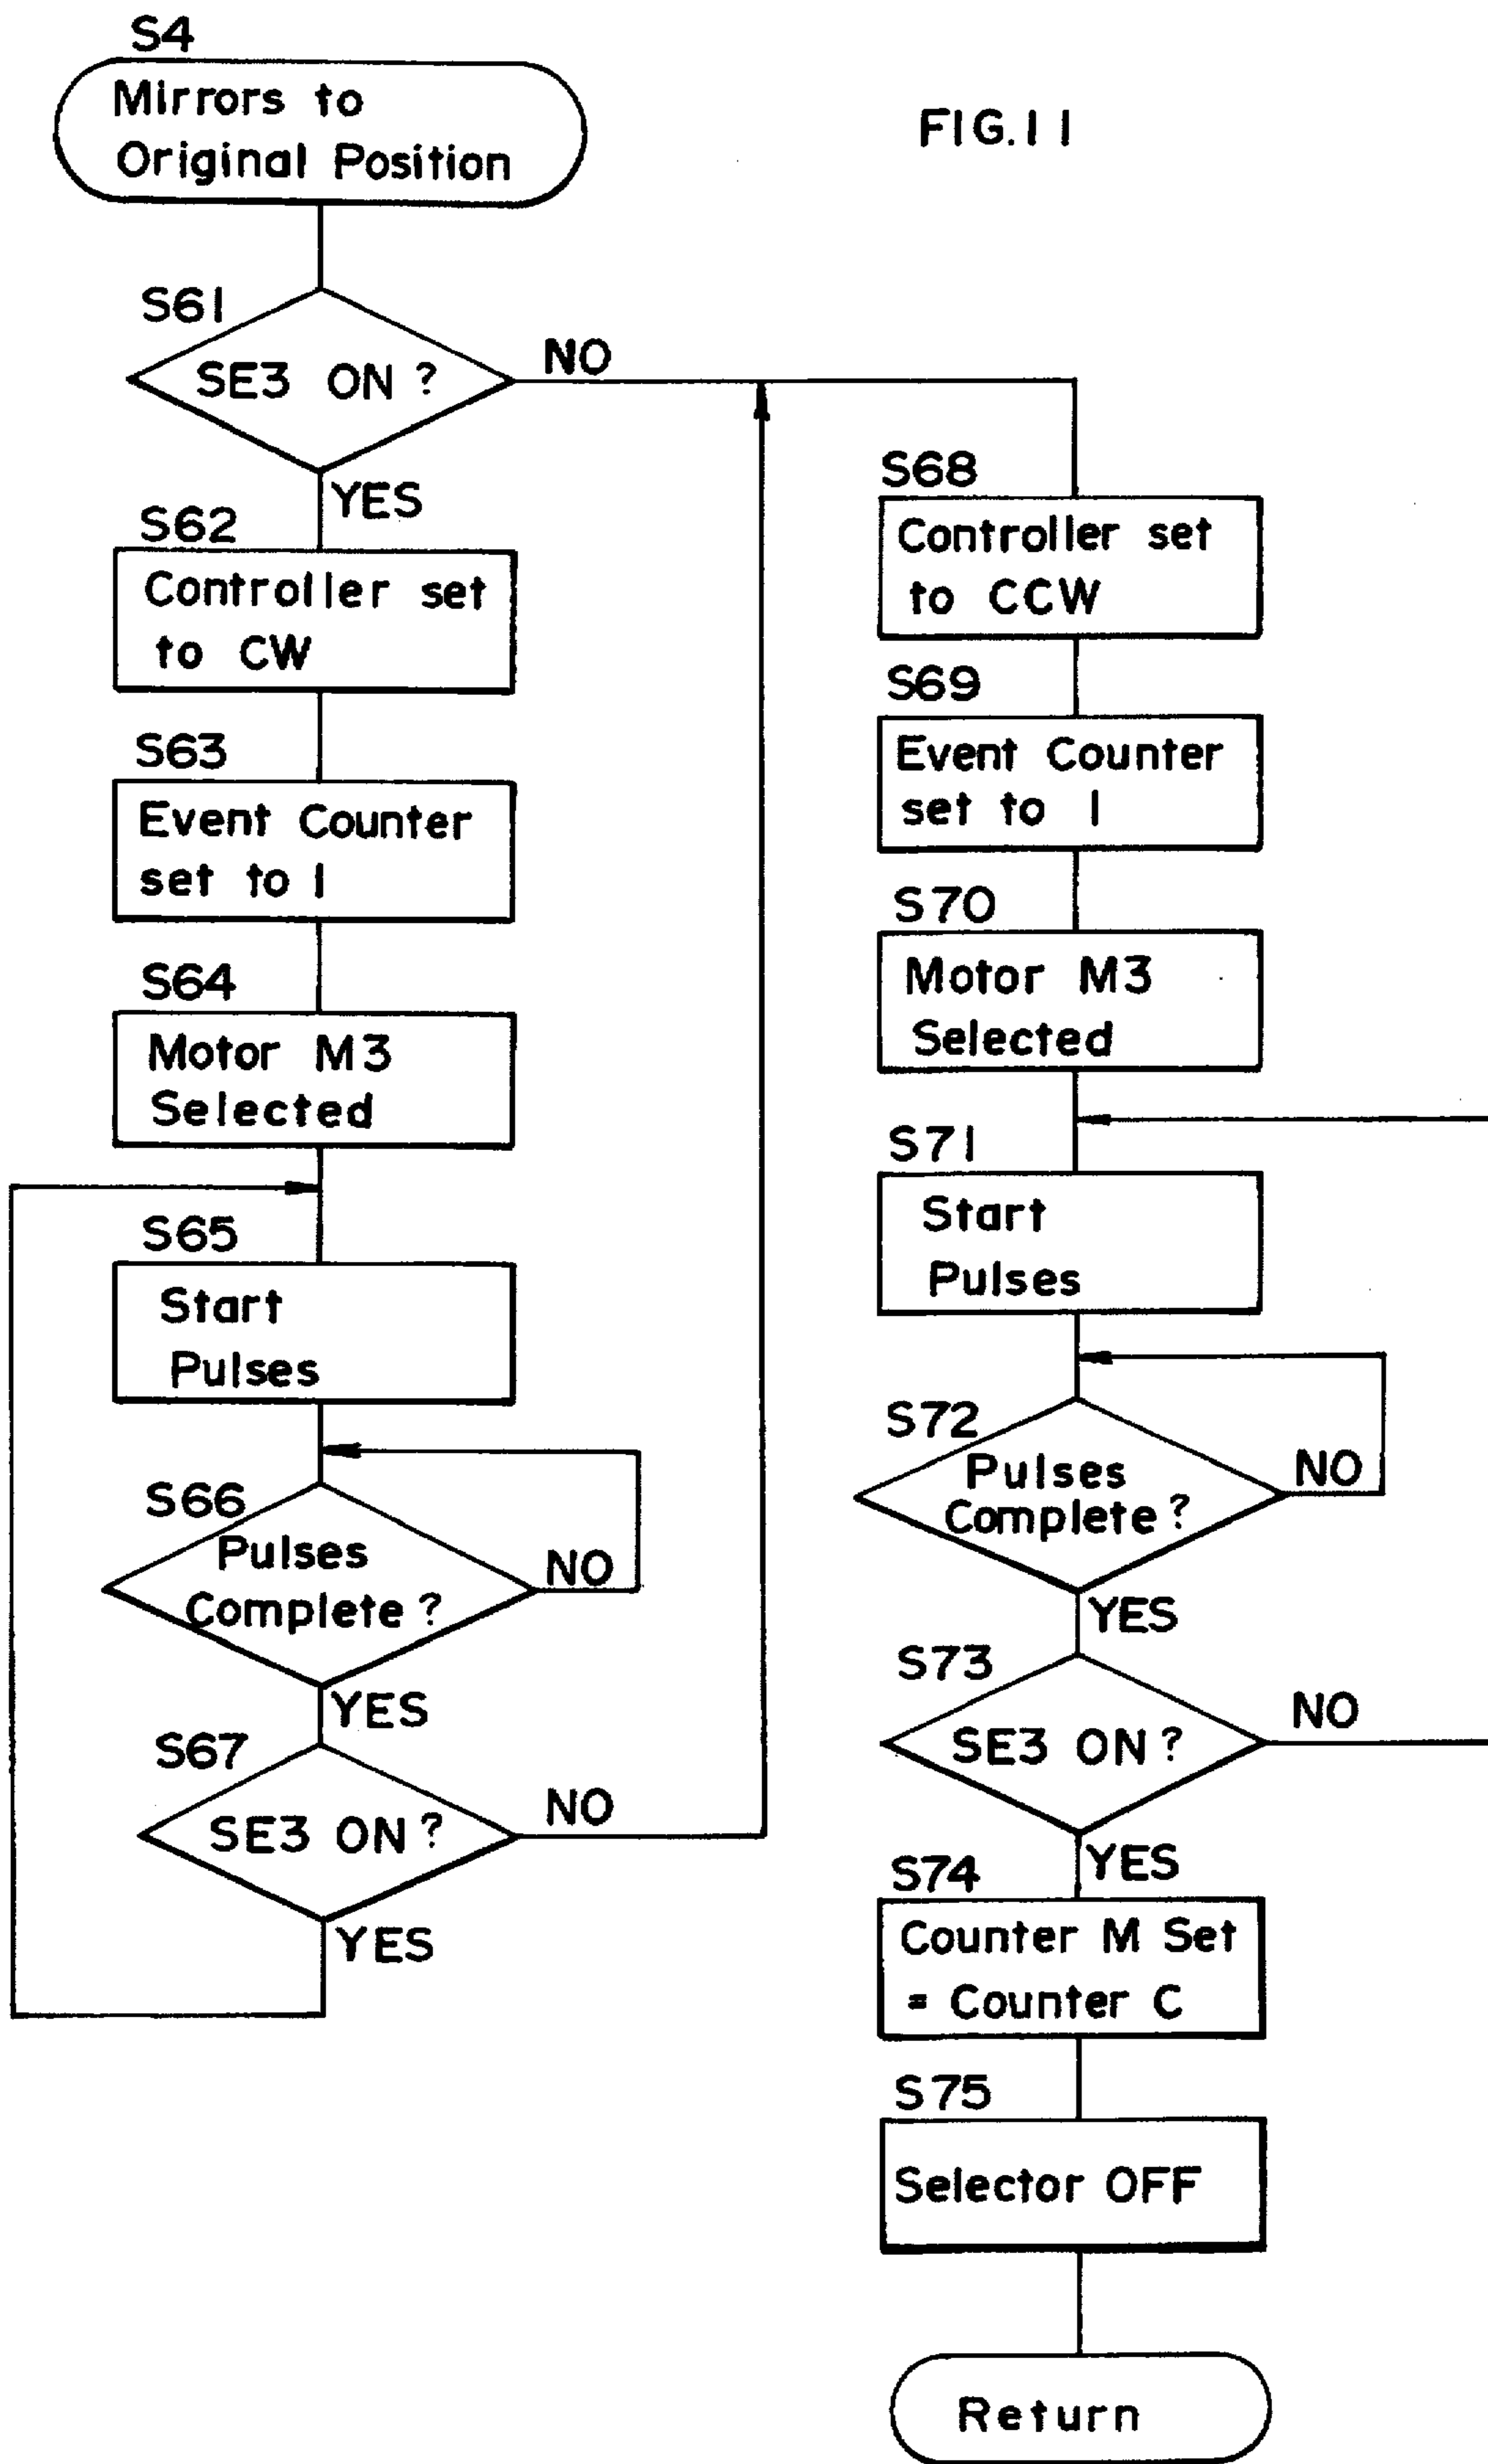 S4
Mirrors to
Original Position
FIG.11
S61
SE3 ON ?
NO
YES
S62
Controller set
to CW
S63
Event Counter
set to 1
S64
Motor M3
Selected
S65
Start
Pulses
S66
Pulses
Complete ?
NO
YES
S67
SE3 ON ?
NO
YES
S68
Controller set
to CCW
S69
Event Counter
set to 1
S70
Motor M3
Selected
S71
Start
Pulses
S72
Pulses
Complete ?
NO
YES
S73
SE3 ON ?
NO
YES
S74
Counter M Set
= Counter C
S75
Selector OFF
Return